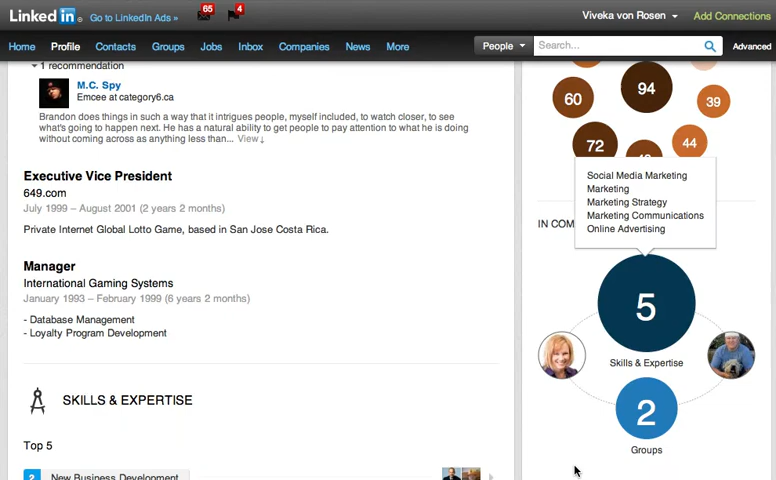 Linked in Go to LinkedIn Ads » 65 4 Viveka von Rosen Add Connections
Home Profile Contacts Groups Jobs Inbox Companies News More People Search... Advanced
1 recommendation
M.C. Spy
Emcee at category6.ca
Brandon does things in such a way that it intrigues people, myself included, to watch closer, to see
what's going to happen next. He has a natural ability to get people to pay attention to what he is doing
without coming across as anything less than... View↓
Executive Vice President
649.com
July 1999 – August 2001 (2 years 2 months)
Private Internet Global Lotto Game, based in San Jose Costa Rica.
Manager
International Gaming Systems
January 1993 – February 1999 (6 years 2 months)
- Database Management
- Loyalty Program Development
SKILLS & EXPERTISE
Top 5
2 New Business Development
94
60
39
72
44
Social Media Marketing
Marketing
Marketing Strategy
Marketing Communications
Online Advertising
IN COM
5
Skills & Expertise
2
Groups